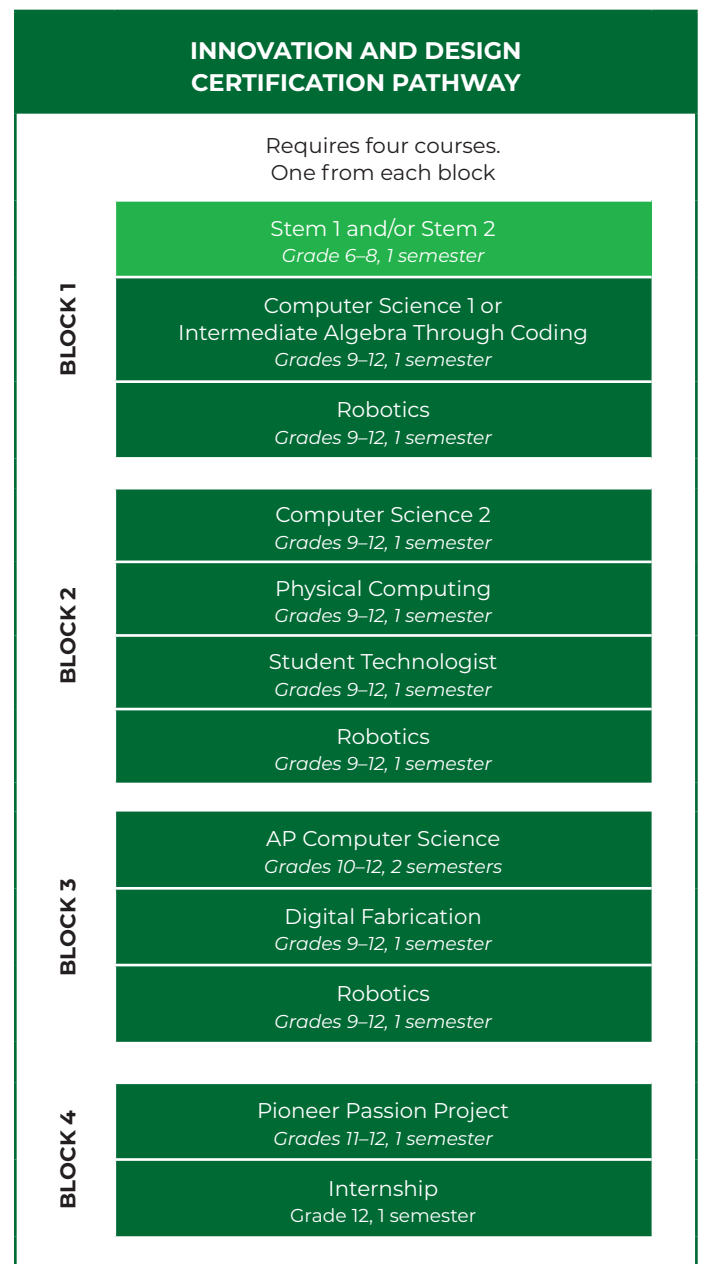 INNOVATION AND DESIGN
CERTIFICATION PATHWAY
Requires four courses.
One from each block
BLOCK 1
Stem 1 and/or Stem 2
Grade 6–8, 1 semester
Computer Science 1 or
Intermediate Algebra Through Coding
Grades 9–12, 1 semester
Robotics
Grades 9–12, 1 semester
BLOCK 2
Computer Science 2
Grades 9–12, 1 semester
Physical Computing
Grades 9–12, 1 semester
Student Technologist
Grades 9–12, 1 semester
Robotics
Grades 9–12, 1 semester
BLOCK 3
AP Computer Science
Grades 10–12, 2 semesters
Digital Fabrication
Grades 9–12, 1 semester
Robotics
Grades 9–12, 1 semester
BLOCK 4
Pioneer Passion Project
Grades 11–12, 1 semester
Internship
Grade 12, 1 semester